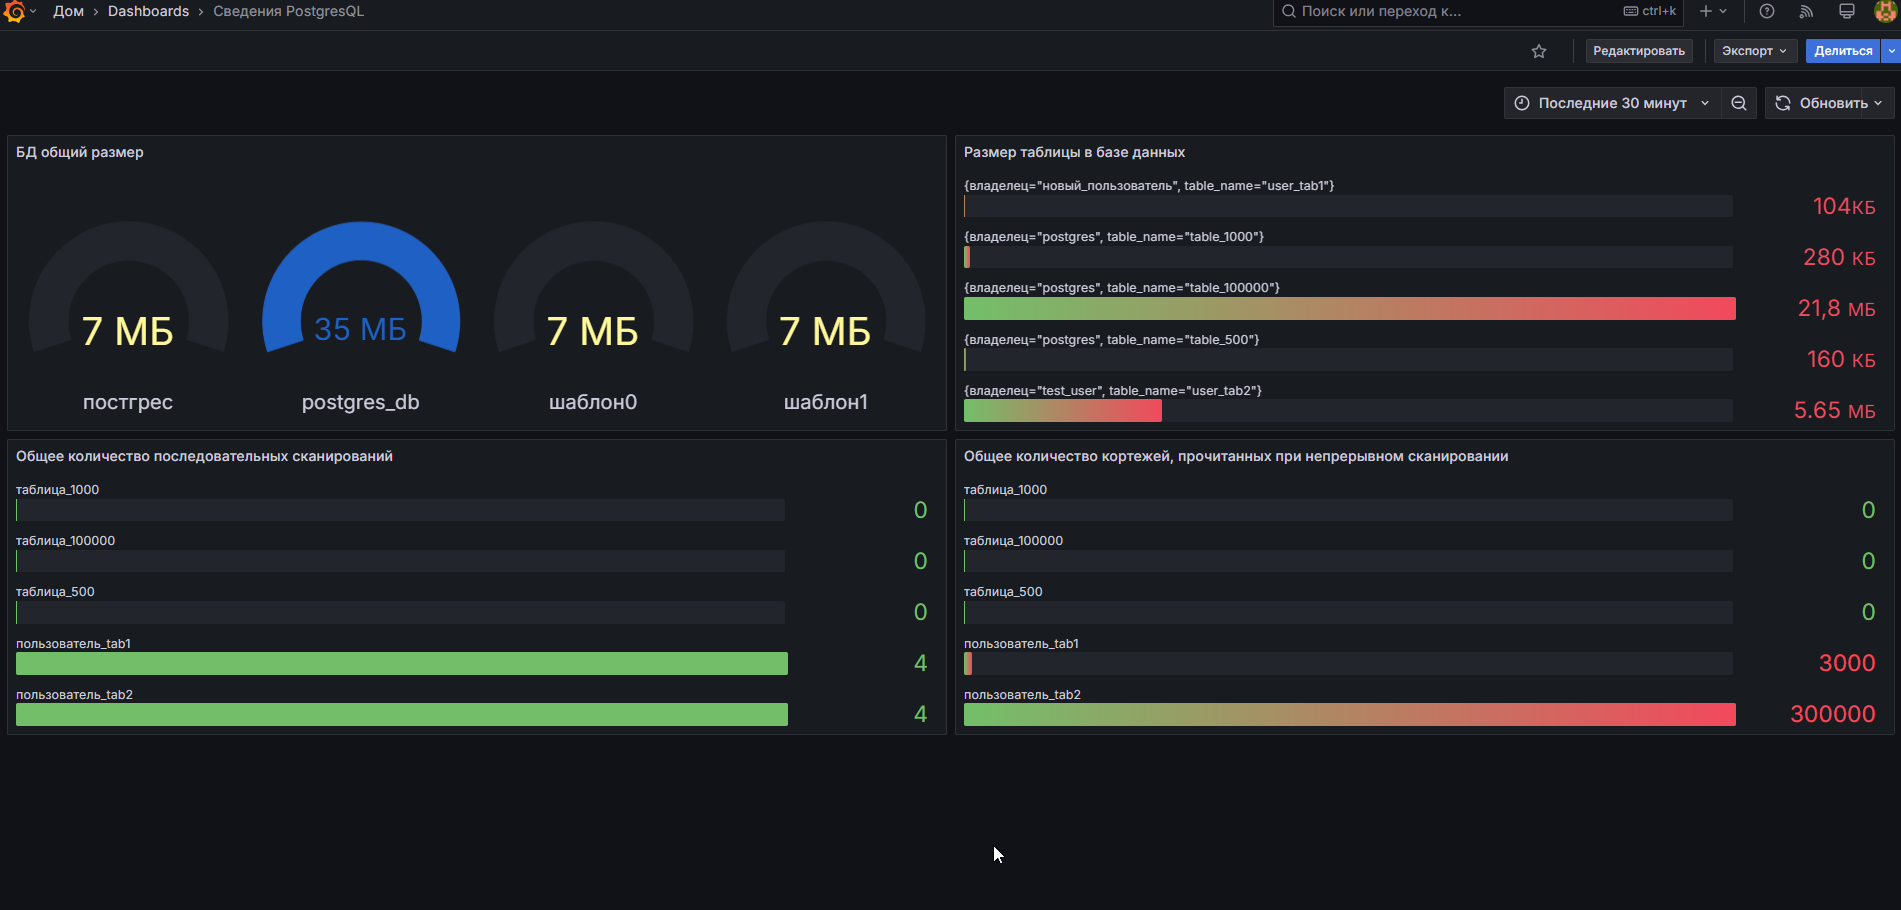 Дом › Dashboards › Сведения PostgresQL
Поиск или переход к... ctrl+k
Редактировать Экспорт Делиться
Последние 30 минут Обновить
БД общий размер
7 МБ 35 МБ 7 МБ 7 МБ
постгрес postgres_db шаблон0 шаблон1
Размер таблицы в базе данных
{владелец="новый_пользователь", table_name="user_tab1"}
104КБ
{владелец="postgres", table_name="table_1000"}
280 КБ
{владелец="postgres", table_name="table_100000"}
21,8 МБ
{владелец="postgres", table_name="table_500"}
160 КБ
{владелец="test_user", table_name="user_tab2"}
5.65 МБ
Общее количество последовательных сканирований
таблица_1000
0
таблица_100000
0
таблица_500
0
пользователь_tab1
4
пользователь_tab2
4
Общее количество кортежей, прочитанных при непрерывном сканировании
таблица_1000
0
таблица_100000
0
таблица_500
0
пользователь_tab1
3000
пользователь_tab2
300000